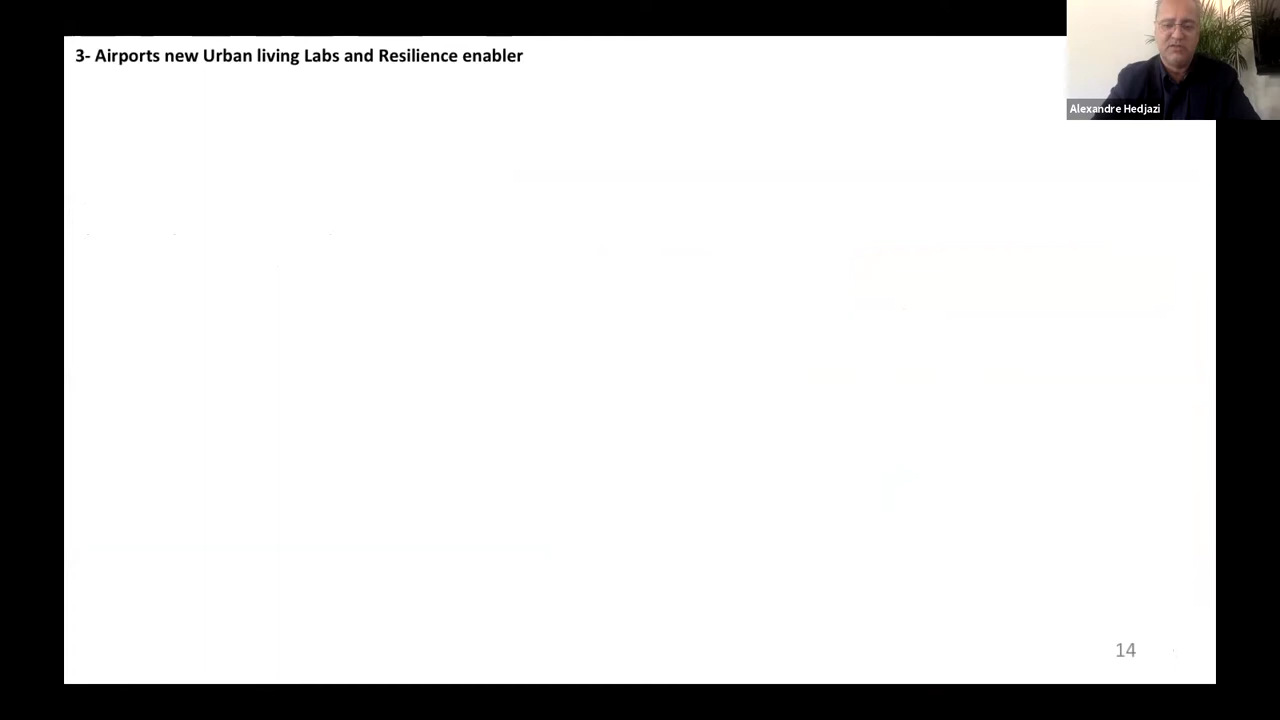 3- Airports new Urban living Labs and Resilience enabler
Alexandre Hedjazi
14